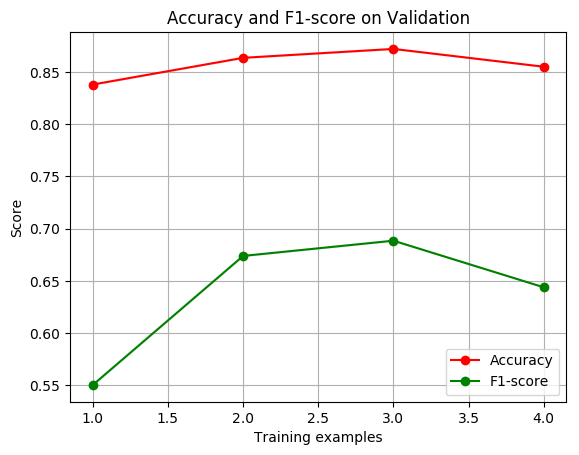 Accuracy and F1-score on Validation
0.85
0.80
0.75
0.70
0.65
0.60
0.55
Score
1.0 1.5 2.0 2.5 3.0 3.5 4.0
Training examples
Accuracy
F1-score